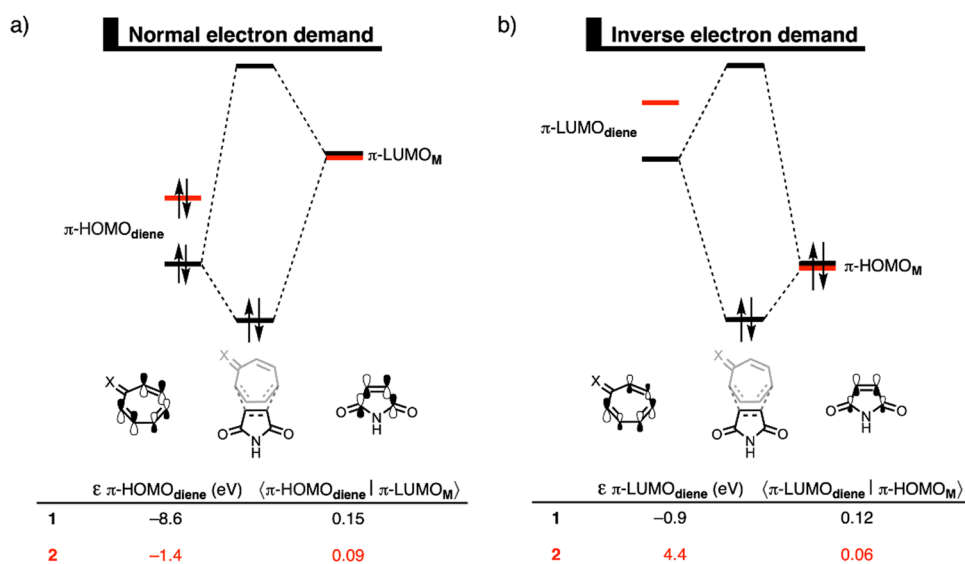 a) Normal electron demand
π-LUMOM
π-HOMOdiene
X
X
O N H O
O N H O
ε π-HOMOdiene (eV) ⟨π-HOMOdiene | π-LUMOM⟩
1 –8.6 0.15
2 –1.4 0.09
b) Inverse electron demand
π-LUMOdiene
π-HOMOM
X
X
O N H O
O N H O
ε π-LUMOdiene (eV) ⟨π-LUMOdiene | π-HOMOM⟩
1 –0.9 0.12
2 4.4 0.06